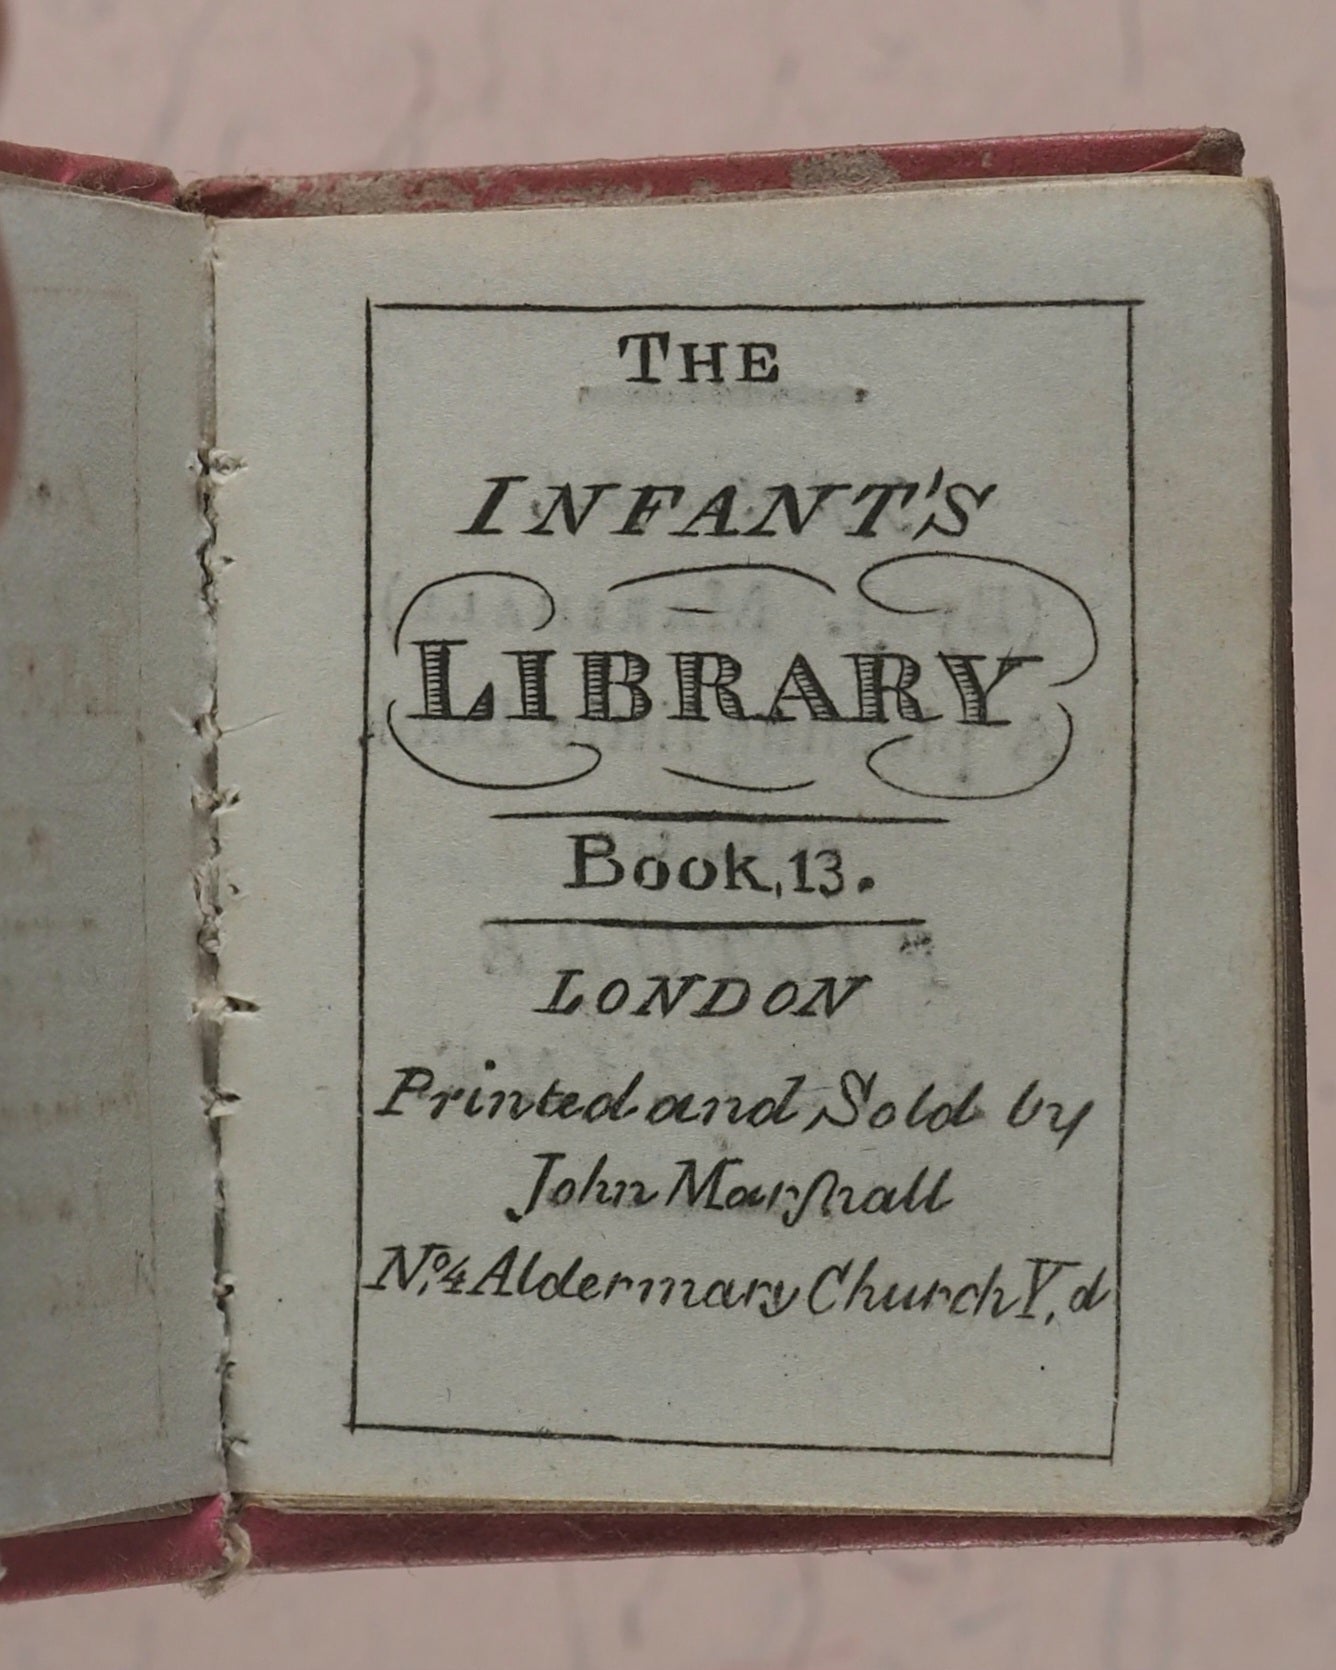 THE
INFANT'S
LIBRARY
Book, 13.
LONDON
Printed and Sold by
John Marſhall
No. 4 Aldermary Church Y.d